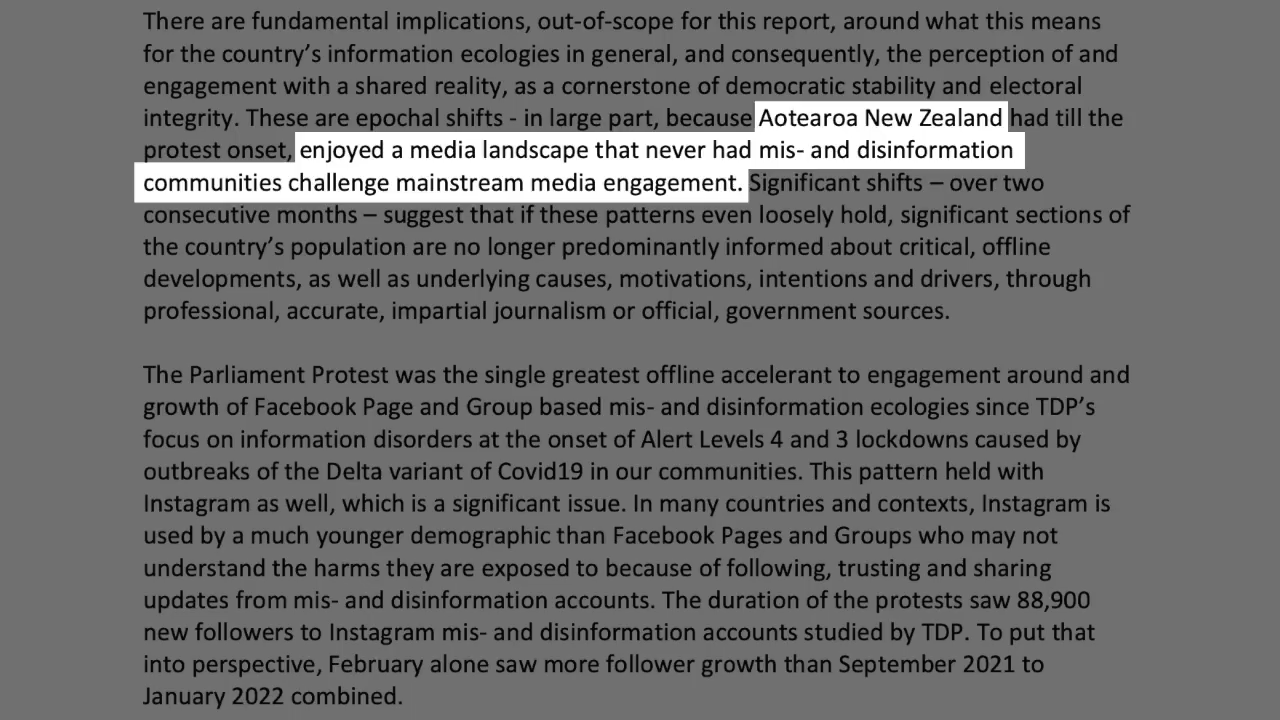 There are fundamental implications, out-of-scope for this report, around what this means
for the country’s information ecologies in general, and consequently, the perception of and
engagement with a shared reality, as a cornerstone of democratic stability and electoral
integrity. These are epochal shifts - in large part, because Aotearoa New Zealand had till the
protest onset, enjoyed a media landscape that never had mis- and disinformation
communities challenge mainstream media engagement. Significant shifts – over two
consecutive months – suggest that if these patterns even loosely hold, significant sections of
the country’s population are no longer predominantly informed about critical, offline
developments, as well as underlying causes, motivations, intentions and drivers, through
professional, accurate, impartial journalism or official, government sources.
The Parliament Protest was the single greatest offline accelerant to engagement around and
growth of Facebook Page and Group based mis- and disinformation ecologies since TDP’s
focus on information disorders at the onset of Alert Levels 4 and 3 lockdowns caused by
outbreaks of the Delta variant of Covid19 in our communities. This pattern held with
Instagram as well, which is a significant issue. In many countries and contexts, Instagram is
used by a much younger demographic than Facebook Pages and Groups who may not
understand the harms they are exposed to because of following, trusting and sharing
updates from mis- and disinformation accounts. The duration of the protests saw 88,900
new followers to Instagram mis- and disinformation accounts studied by TDP. To put that
into perspective, February alone saw more follower growth than September 2021 to
January 2022 combined.